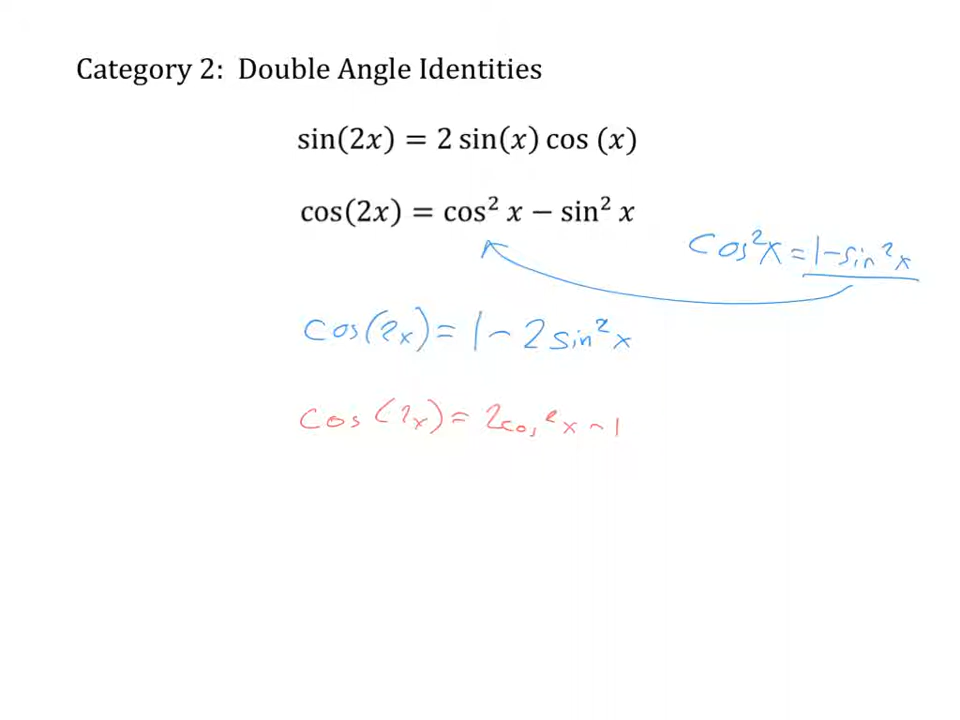 Category 2: Double Angle Identities
sin(2x) = 2 sin(x) cos (x)
cos(2x) = cos² x − sin² x
cos²x = 1−sin²x
cos(2x) = 1 − 2 sin²x
cos (2x) = 2cos²x − 1